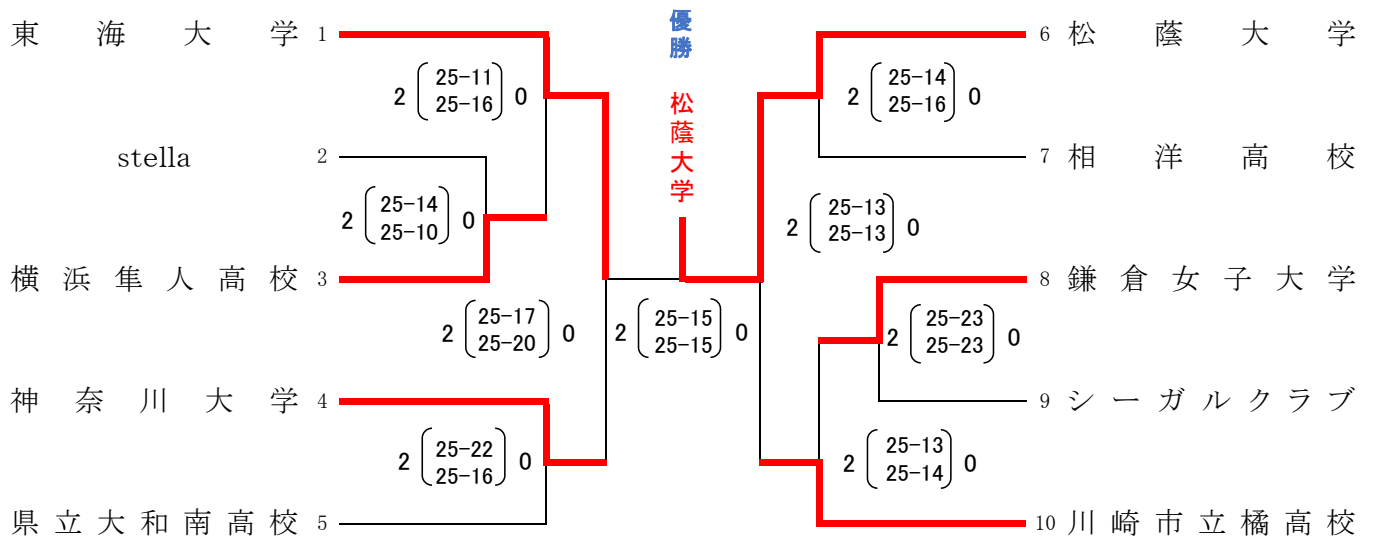 優勝
松蔭大学
東海大学 1
2 25-11 0
25-16
stella 2
2 25-14 0
25-10
横浜隼人高校 3
2 25-17 0
25-20
神奈川大学 4
2 25-22 0
25-16
県立大和南高校 5
2 25-15 0
25-15
6 松蔭大学
2 25-14 0
25-16
7 相洋高校
2 25-13 0
25-13
8 鎌倉女子大学
2 25-23 0
25-23
9 シーガルクラブ
2 25-13 0
25-14
10 川崎市立橘高校